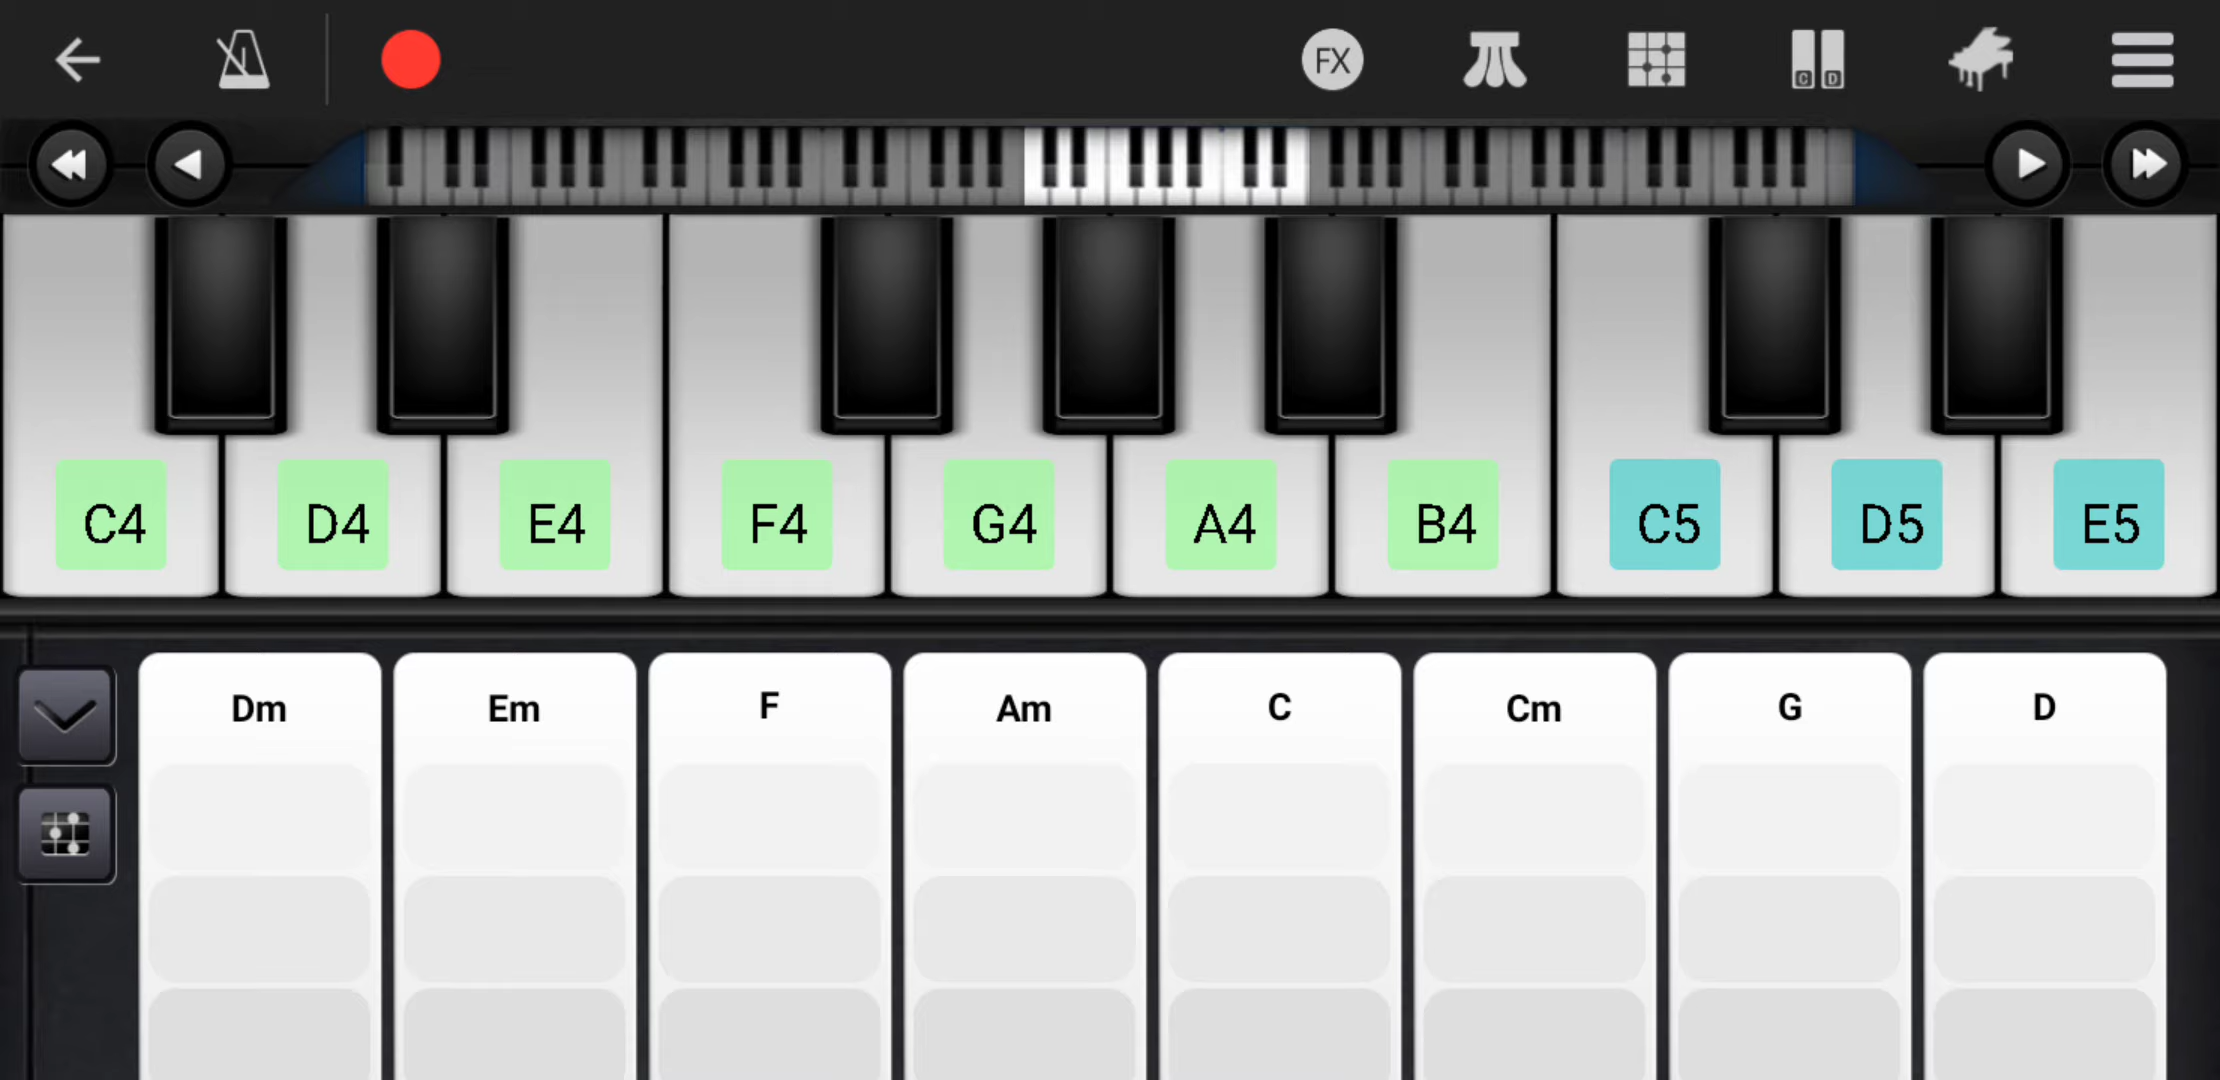 FX
C D
C4 D4 E4 F4 G4 A4 B4 C5 D5 E5
Dm Em F Am C Cm G D